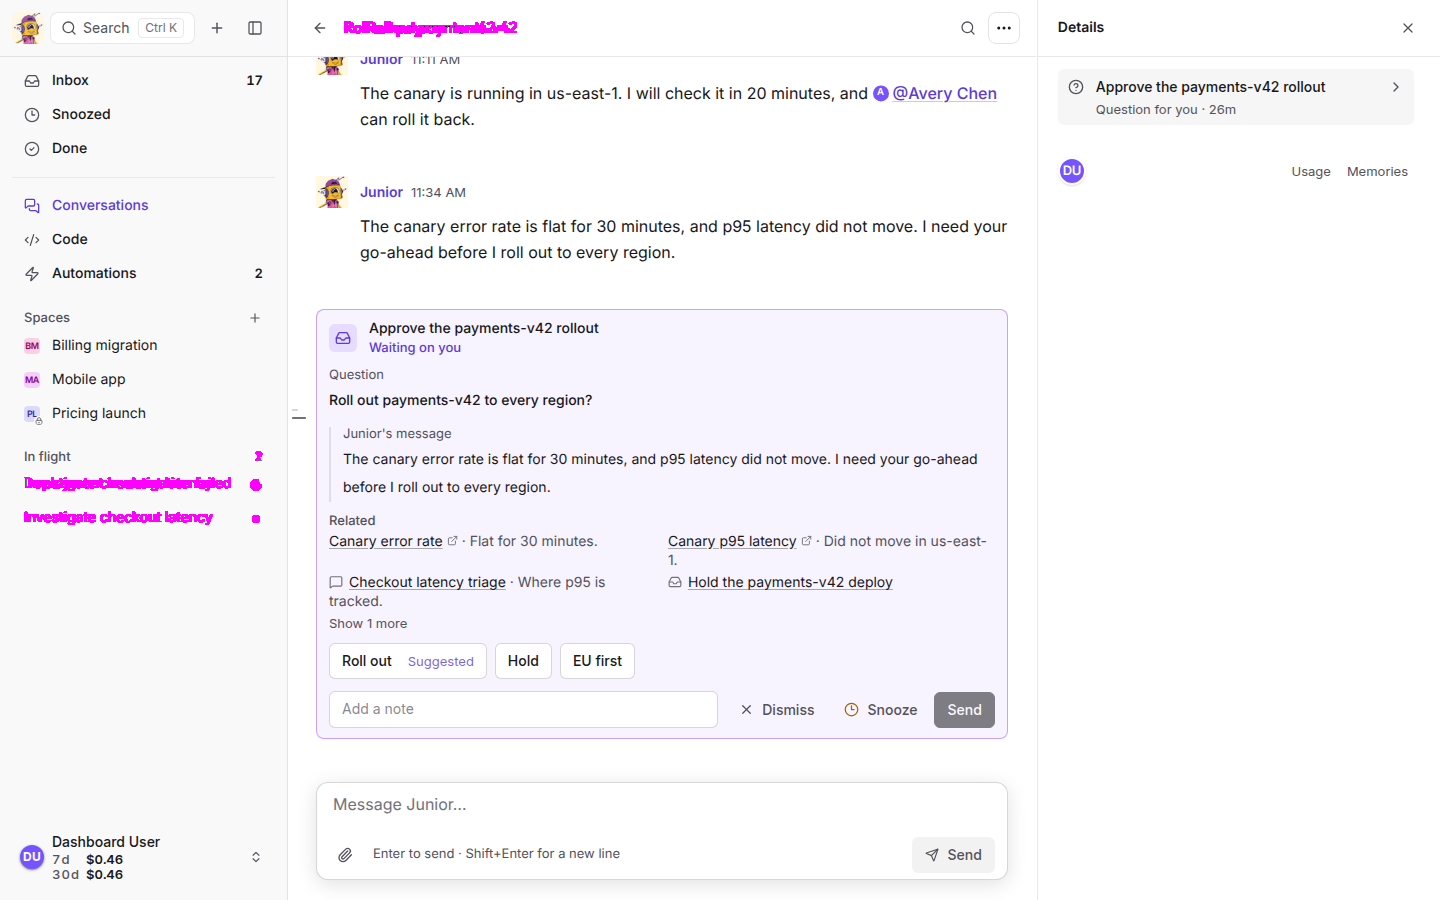 Search Ctrl K
Inbox 17
Snoozed
Done
Conversations
Code
Automations 2
Spaces
BM Billing migration
MA Mobile app
PL Pricing launch
In flight
Investigate checkout latency
DU Dashboard User
7d $0.46
30d $0.46
Junior 11:11 AM
The canary is running in us-east-1. I will check it in 20 minutes, and A @Avery Chen
can roll it back.
Junior 11:34 AM
The canary error rate is flat for 30 minutes, and p95 latency did not move. I need your
go-ahead before I roll out to every region.
Approve the payments-v42 rollout
Waiting on you
Question
Roll out payments-v42 to every region?
Junior's message
The canary error rate is flat for 30 minutes, and p95 latency did not move. I need your go-ahead
before I roll out to every region.
Related
Canary error rate · Flat for 30 minutes.
Canary p95 latency · Did not move in us-east-
1.
Checkout latency triage · Where p95 is
tracked.
Hold the payments-v42 deploy
Show 1 more
Roll out Suggested
Hold
EU first
Add a note
Dismiss
Snooze
Send
Message Junior...
Enter to send · Shift+Enter for a new line
Send
Details
Approve the payments-v42 rollout
Question for you · 26m
DU
Usage Memories